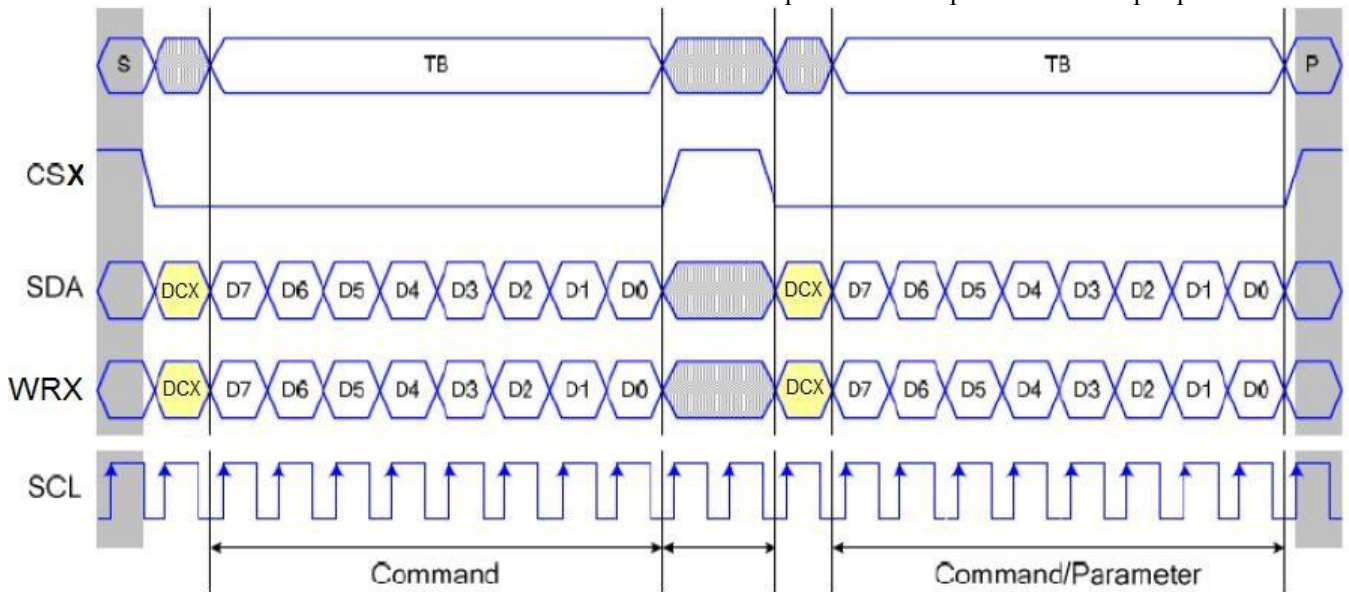 S TB TB P
CSX
SDA DCX D7 D6 D5 D4 D3 D2 D1 D0 DCX D7 D6 D5 D4 D3 D2 D1 D0
WRX DCX D7 D6 D5 D4 D3 D2 D1 D0 DCX D7 D6 D5 D4 D3 D2 D1 D0
SCL
Command Command/Parameter